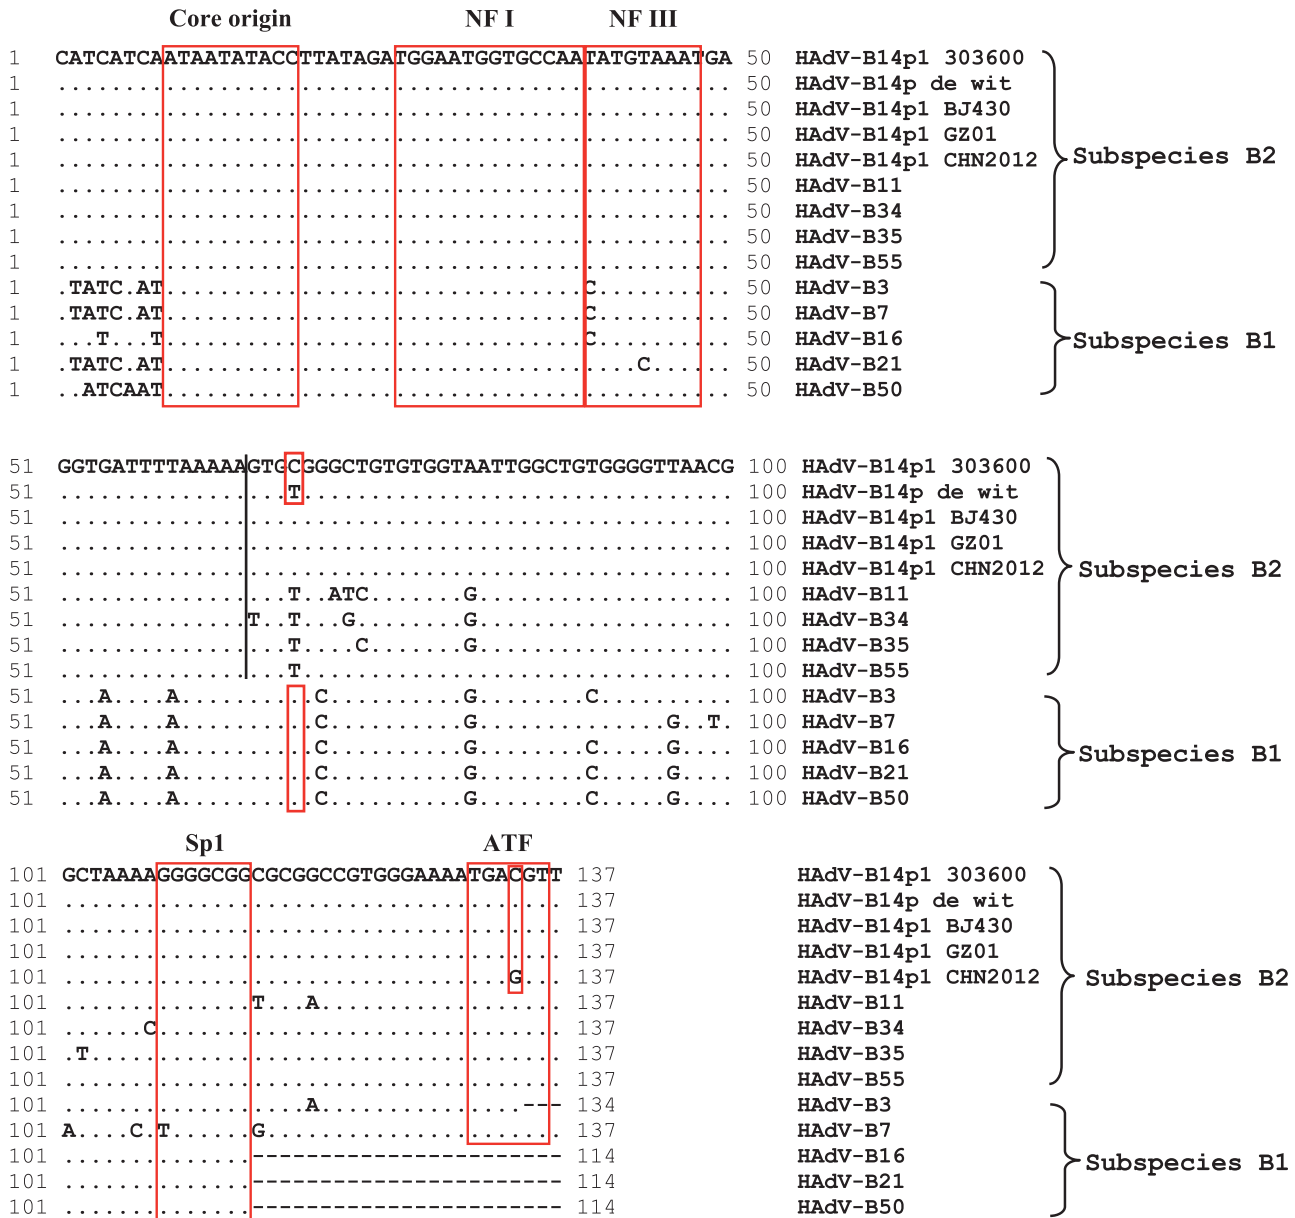 Core origin NF I NF III
1 CATCATCAATAATATACCTTATAGATGGAATGGTGCCAATATGTAAATGA 50 HAdV-B14p1 303600
1 .................................................. 50 HAdV-B14p de wit
1 .................................................. 50 HAdV-B14p1 BJ430
1 .................................................. 50 HAdV-B14p1 GZ01
1 .................................................. 50 HAdV-B14p1 CHN2012
Subspecies B2
1 .................................................. 50 HAdV-B11
1 .................................................. 50 HAdV-B34
1 .................................................. 50 HAdV-B35
1 .................................................. 50 HAdV-B55
1 .TATC.AT...............................C.......... 50 HAdV-B3
1 .TATC.AT...............................C.......... 50 HAdV-B7
1 ...T...T...............................C.......... 50 HAdV-B16
Subspecies B1
1 .TATC.AT...................................C...... 50 HAdV-B21
1 ..ATCAAT.......................................... 50 HAdV-B50
51 GGTGATTTTAAAAAGTGCGGGCTGTGTGGTAATTGGCTGTGGGGTTAACG 100 HAdV-B14p1 303600
51 .................T................................ 100 HAdV-B14p de wit
51 .................................................. 100 HAdV-B14p1 BJ430
51 .................................................. 100 HAdV-B14p1 GZ01
51 .................................................. 100 HAdV-B14p1 CHN2012
Subspecies B2
51 .................T..ATC.......G................... 100 HAdV-B11
51 ..............T..T...G........G................... 100 HAdV-B34
51 .................T....C.......G................... 100 HAdV-B35
51 .................T................................ 100 HAdV-B55
51 ...A....A..........C..........G........C.......... 100 HAdV-B3
51 ...A....A..........C..........G..............G..T. 100 HAdV-B7
51 ...A....A..........C..........G........C.....G.... 100 HAdV-B16
Subspecies B1
51 ...A....A..........C..........G........C.....G.... 100 HAdV-B21
51 ...A....A..........C..........G........C.....G.... 100 HAdV-B50
Sp1 ATF
101 GCTAAAAGGGGCGGCGCGGCCGTGGGAAAATGACGTT 137 HAdV-B14p1 303600
101 ..................................... 137 HAdV-B14p de wit
101 ..................................... 137 HAdV-B14p1 BJ430
101 ..................................... 137 HAdV-B14p1 GZ01
101 .................................G... 137 HAdV-B14p1 CHN2012
Subspecies B2
101 ..............T...A.................. 137 HAdV-B11
101 ......C.............................. 137 HAdV-B34
101 .T................................... 137 HAdV-B35
101 ..................................... 137 HAdV-B55
101 ..................A...............--- 134 HAdV-B3
101 A....C.T......G...................... 137 HAdV-B7
101 ..............----------------------- 114 HAdV-B16
Subspecies B1
101 ..............----------------------- 114 HAdV-B21
101 ..............----------------------- 114 HAdV-B50